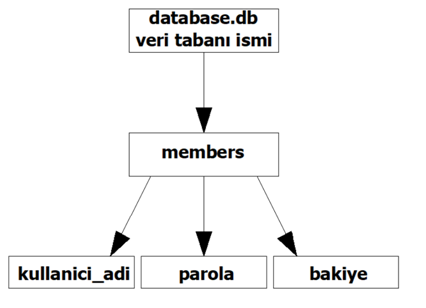 database.db
veri tabanı ismi
members
kullanici_adi
parola
bakiye